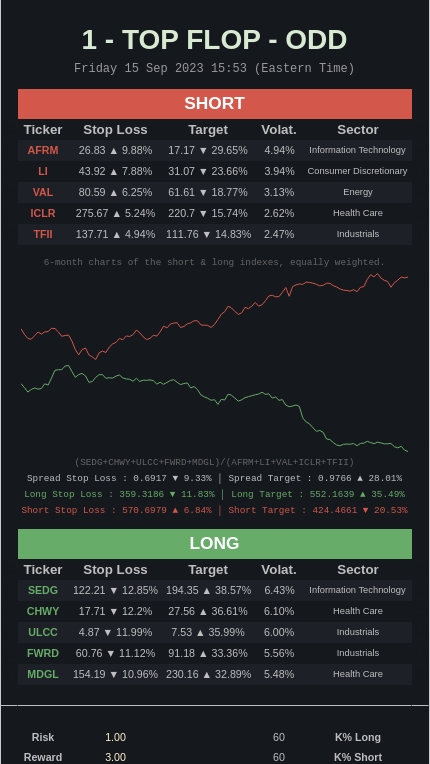 1 - TOP FLOP - ODD
Friday 15 Sep 2023 15:53 (Eastern Time)
SHORT
Ticker Stop Loss Target Volat. Sector
AFRM 26.83 ▲ 9.88% 17.17 ▼ 29.65% 4.94% Information Technology
LI 43.92 ▲ 7.88% 31.07 ▼ 23.66% 3.94% Consumer Discretionary
VAL 80.59 ▲ 6.25% 61.61 ▼ 18.77% 3.13% Energy
ICLR 275.67 ▲ 5.24% 220.7 ▼ 15.74% 2.62% Health Care
TFII 137.71 ▲ 4.94% 111.76 ▼ 14.83% 2.47% Industrials
6-month charts of the short & long indexes, equally weighted.
(SEDG+CHWY+ULCC+FWRD+MDGL)/(AFRM+LI+VAL+ICLR+TFII)
Spread Stop Loss : 0.6917 ▼ 9.33% | Spread Target : 0.9766 ▲ 28.01%
Long Stop Loss : 359.3186 ▼ 11.83% | Long Target : 552.1639 ▲ 35.49%
Short Stop Loss : 570.6979 ▲ 6.84% | Short Target : 424.4661 ▼ 20.53%
LONG
Ticker Stop Loss Target Volat. Sector
SEDG 122.21 ▼ 12.85% 194.35 ▲ 38.57% 6.43% Information Technology
CHWY 17.71 ▼ 12.2% 27.56 ▲ 36.61% 6.10% Health Care
ULCC 4.87 ▼ 11.99% 7.53 ▲ 35.99% 6.00% Industrials
FWRD 60.76 ▼ 11.12% 91.18 ▲ 33.36% 5.56% Industrials
MDGL 154.19 ▼ 10.96% 230.16 ▲ 32.89% 5.48% Health Care
Risk 1.00 60 K% Long
Reward 3.00 60 K% Short